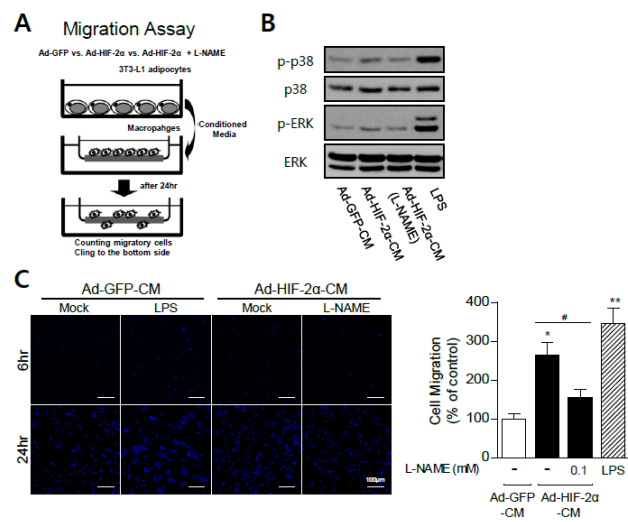 A
Migration Assay
Ad-GFP vs. Ad-HIF-2α vs. Ad-HIF-2α + L-NAME
3T3-L1 adipocytes
Macropahges
Conditioned
Media
after 24hr
Counting migratory cells
Cling to the bottom side
B
p-p38
p38
p-ERK
ERK
Ad-GFP-CM
Ad-HIF-2α-CM
(L-NAME)
Ad-HIF-2α-CM
LPS
C
Ad-GFP-CM
Ad-HIF-2α-CM
Mock
LPS
Mock
L-NAME
6hr
24hr
100μm
Cell Migration
(% of control)
400
300
200
100
0
*
#
**
L-NAME (mM)
-
-
0.1
LPS
Ad-GFP
-CM
Ad-HIF-2α
-CM